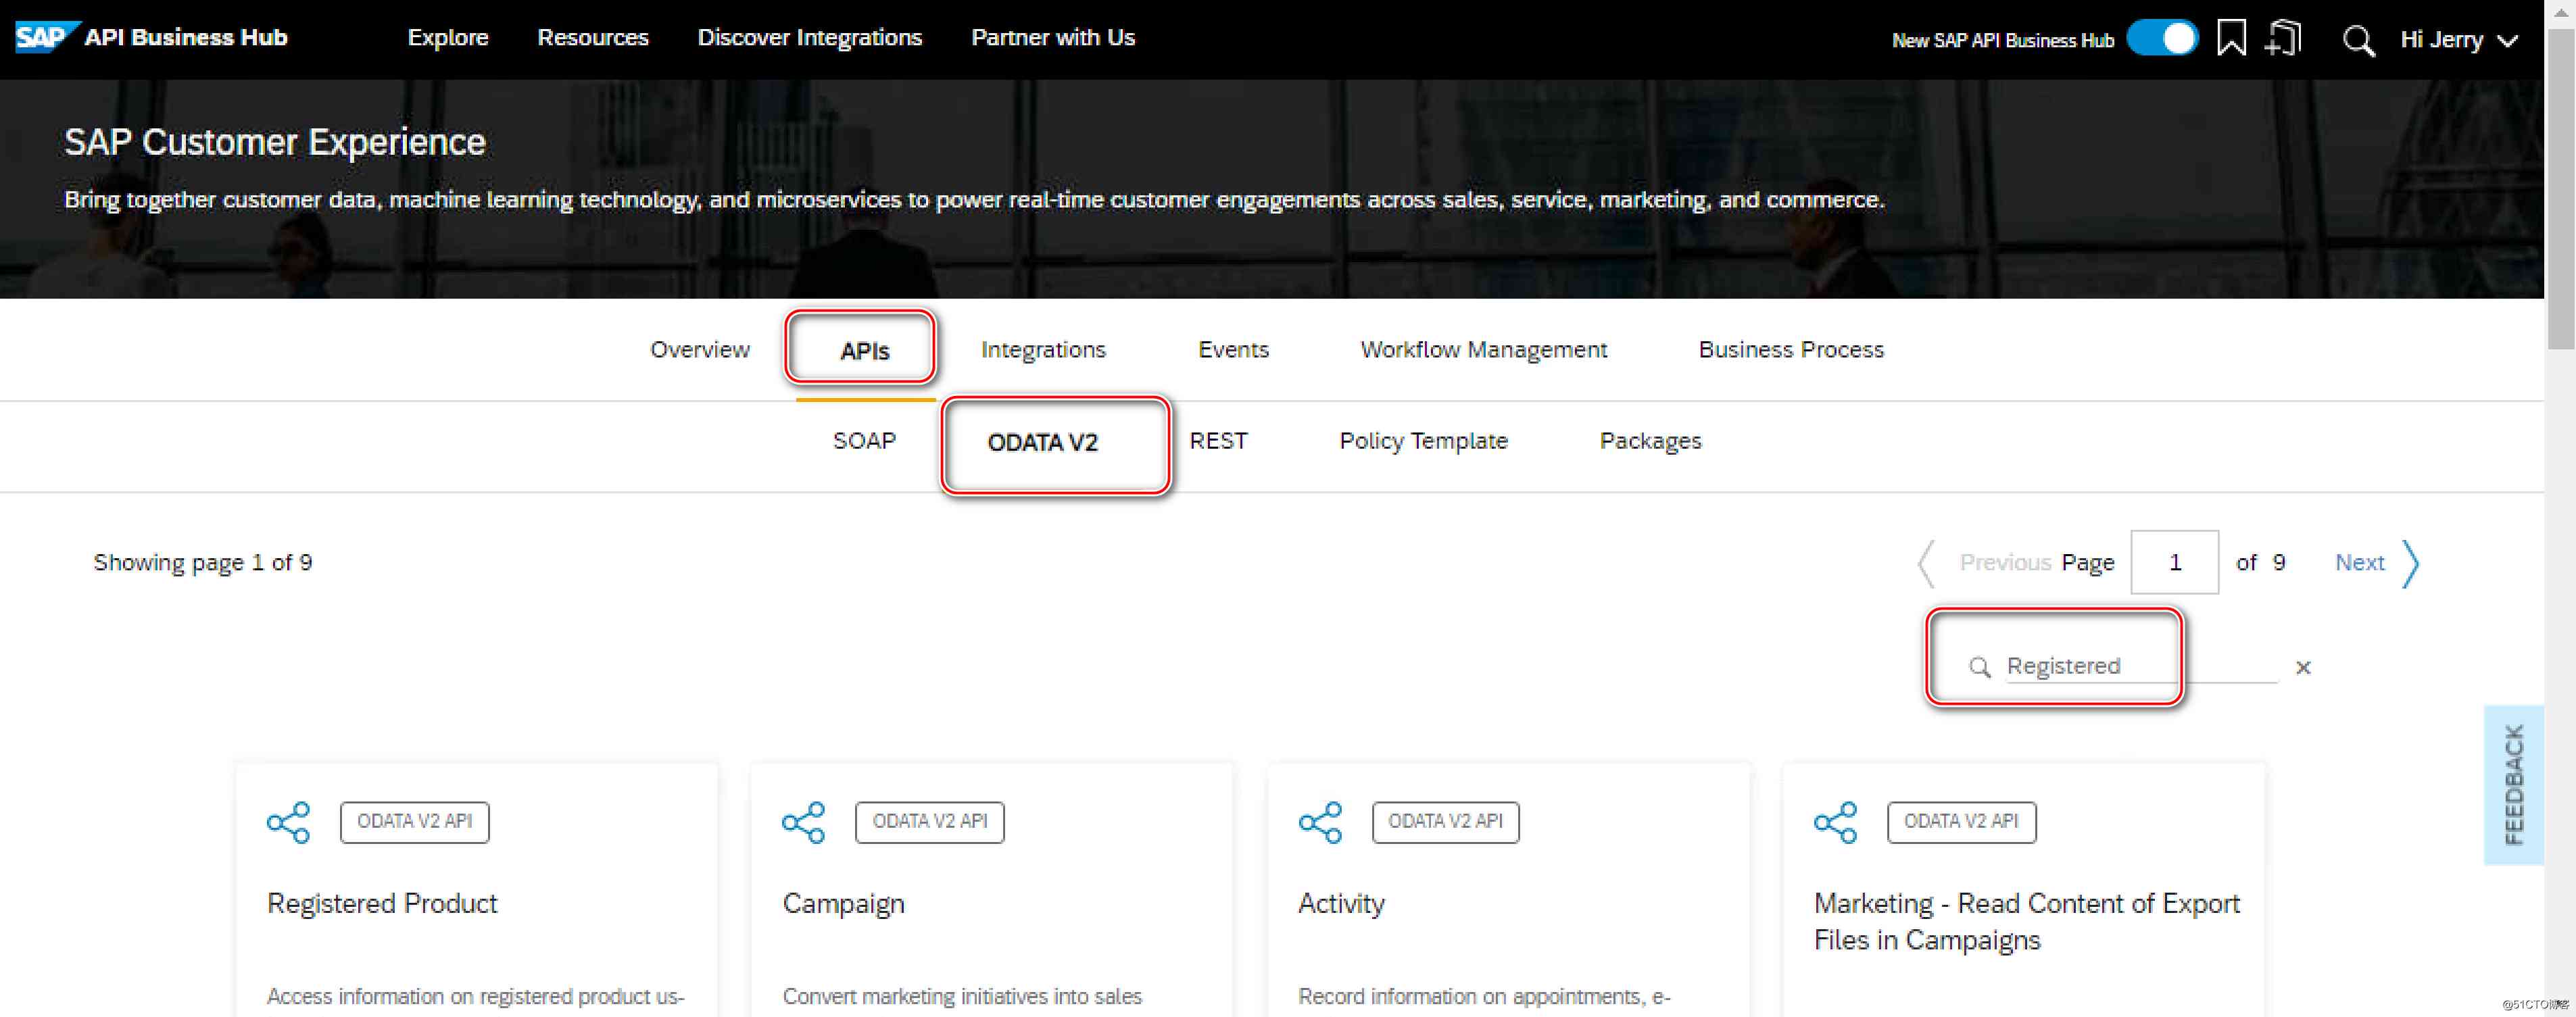 SAP API Business Hub Explore Resources Discover Integrations Partner with Us New SAP API Business Hub Hi Jerry
SAP Customer Experience
Bring together customer data, machine learning technology, and microservices to power real-time customer engagements across sales, service, marketing, and commerce.
Overview APIs Integrations Events Workflow Management Business Process
SOAP ODATA V2 REST Policy Template Packages
Showing page 1 of 9 Previous Page 1 of 9 Next
Registered ×
FEEDBACK
ODATA V2 API ODATA V2 API ODATA V2 API ODATA V2 API
Registered Product Campaign Activity Marketing - Read Content of Export
Files in Campaigns
Access information on registered product us- Convert marketing initiatives into sales Record information on appointments, e-
@51CTO博客